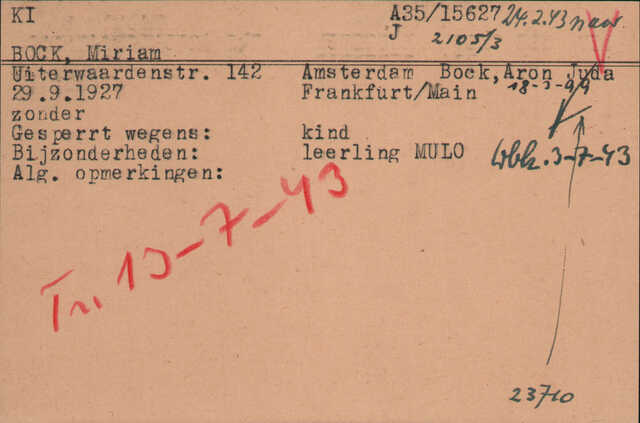 KI A35/15627 24.2.43 naar
J 2105/3
BOCK, Miriam
Uiterwaardenstr. 142 Amsterdam Bock,Aron Juda
29.9.1927 Frankfurt/Main 18-3-99
zonder
Gesperrt wegens: kind
Bijzonderheden: leerling MULO Wbk. 3-7-43
Alg. opmerkingen:
Tr. 13-7-43
23710